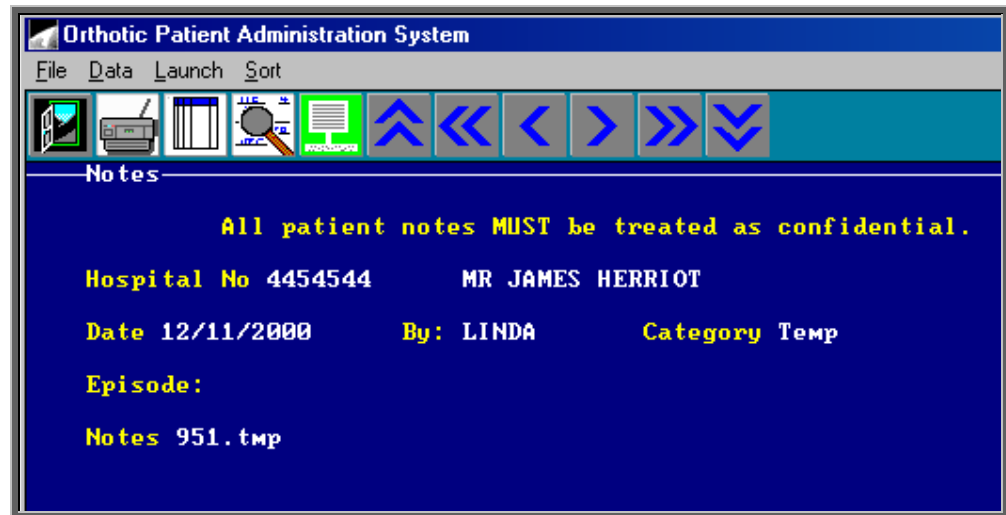 Orthotic Patient Administration System
File Data Launch Sort
Notes
All patient notes MUST be treated as confidential.
Hospital No 4454544 MR JAMES HERRIOT
Date 12/11/2000 By: LINDA Category Temp
Episode:
Notes 951.tmp